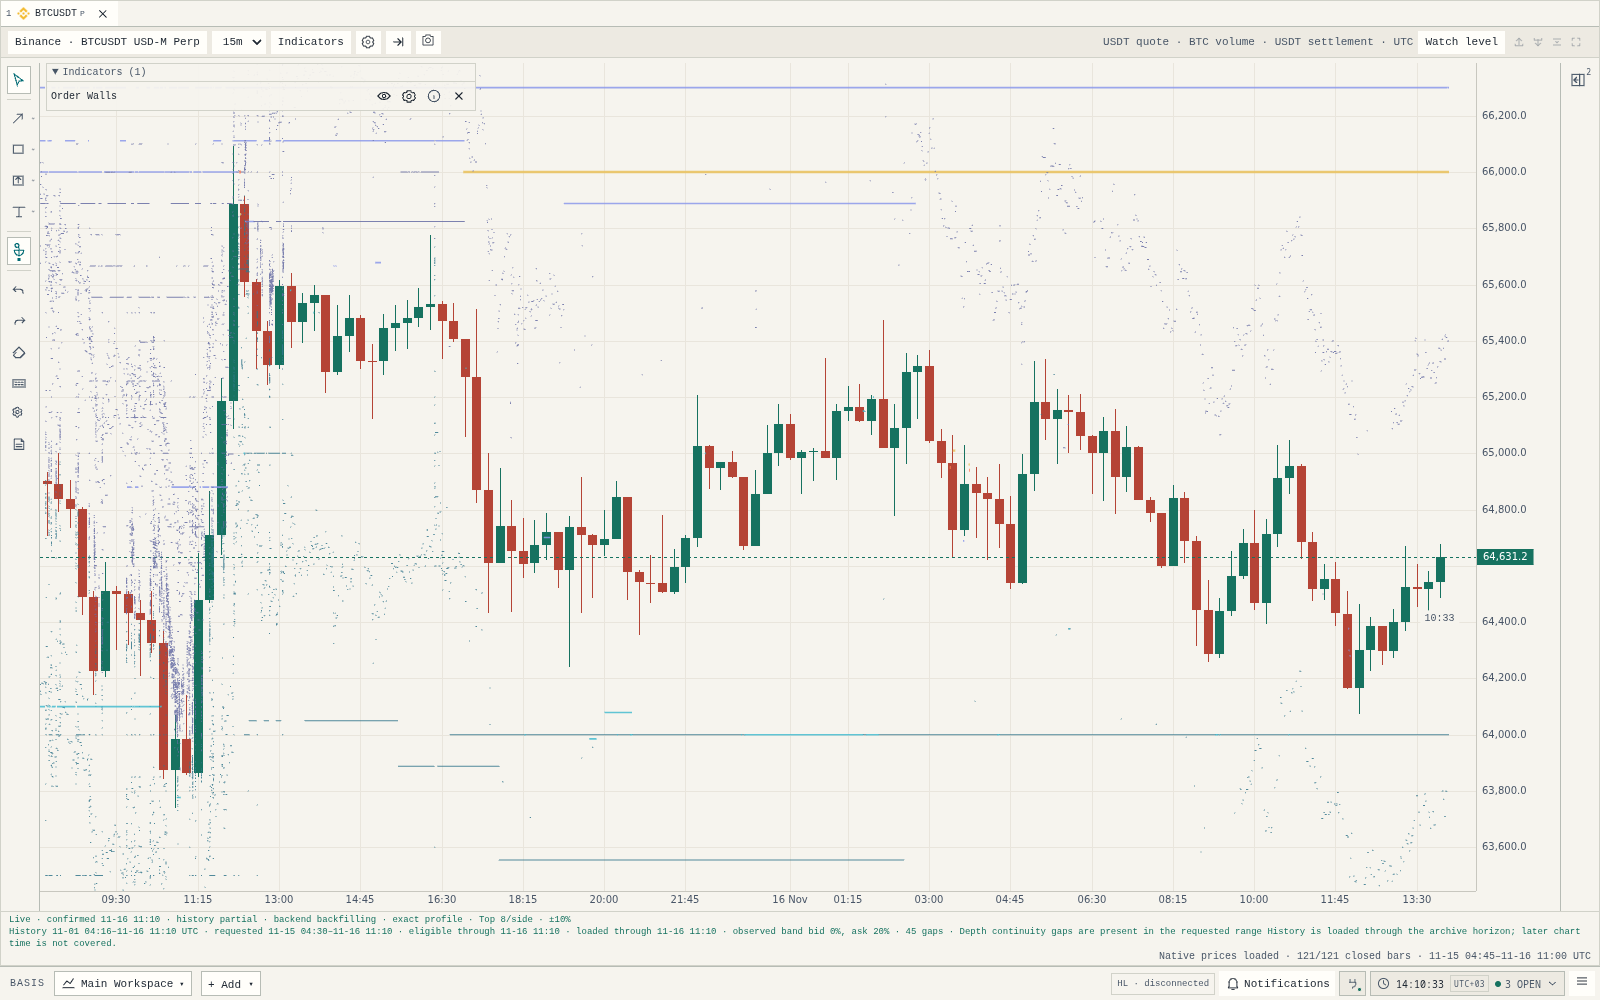 1 BTCUSDT P
Binance · BTCUSDT USD-M Perp 15m Indicators USDT quote · BTC volume · USDT settlement · UTC Watch level
Indicators (1)
Order Walls
2
66,200.0
66,000.0
65,800.0
65,600.0
65,400.0
65,200.0
65,000.0
64,800.0
64,631.2
10:33
64,400.0
64,200.0
64,000.0
63,800.0
63,600.0
09:30 11:15 13:00 14:45 16:30 18:15 20:00 21:45 16 Nov 01:15 03:00 04:45 06:30 08:15 10:00 11:45 13:30
Live · confirmed 11-16 11:10 · history partial · backend backfilling · exact profile · Top 8/side · ±10%
History 11-01 04:16–11-16 11:10 UTC · requested 11-15 04:30–11-16 11:10 · eligible through 11-16 11:10 · loaded through 11-16 11:10 · observed band bid 0%, ask 20% · 45 gaps · Depth continuity gaps are present in the requested range History is loaded through the archive horizon; later chart
time is not covered.
Native prices loaded · 121/121 closed bars · 11-15 04:45–11-16 11:00 UTC
BASIS Main Workspace + Add HL · disconnected Notifications 14:10:33 UTC+03 3 OPEN